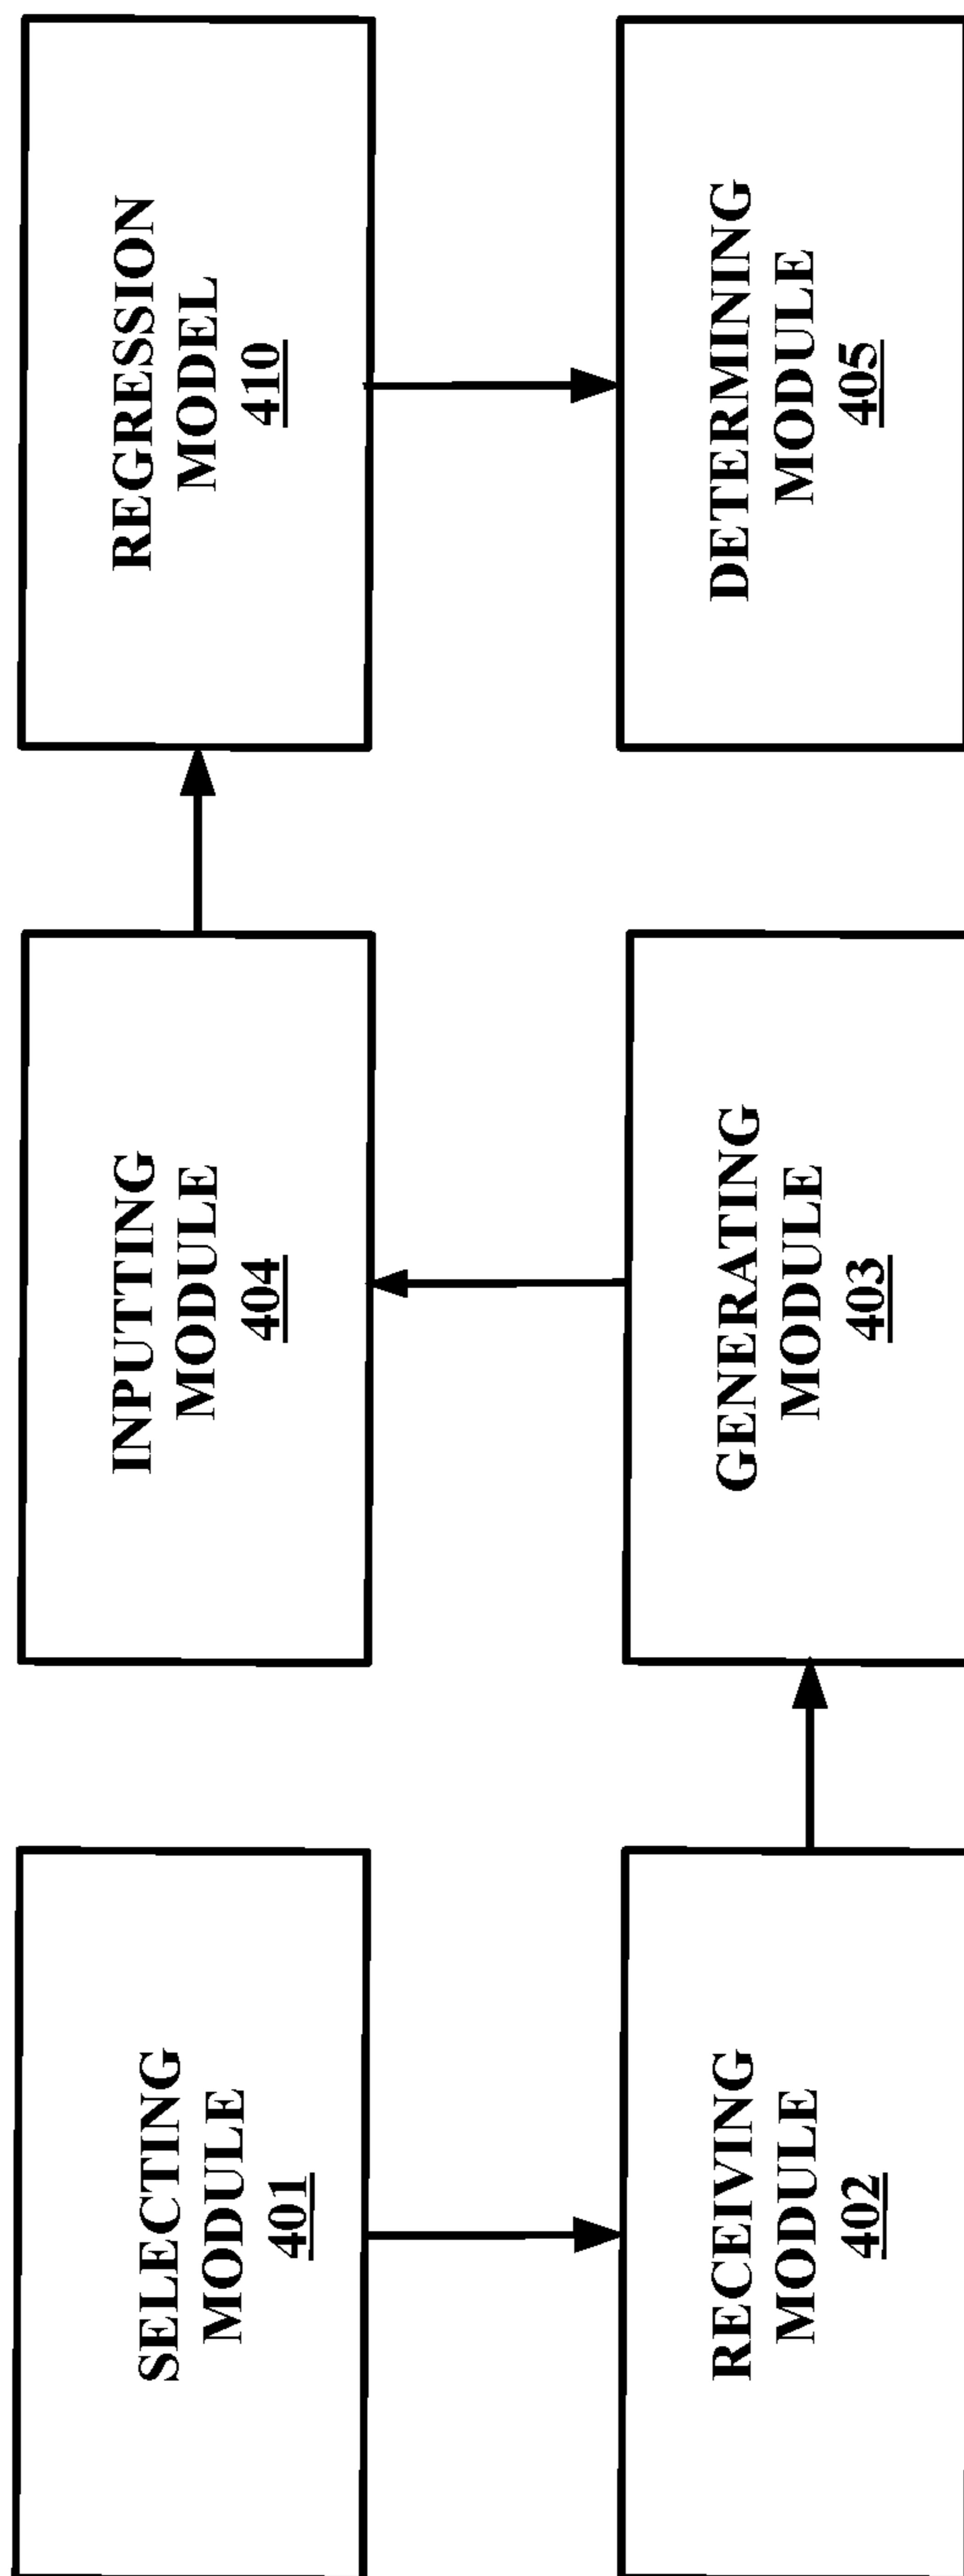 SELECTING
MODULE
401
INPUTTING
MODULE
404
REGRESSION
MODEL
410
RECEIVING
MODULE
402
GENERATING
MODULE
403
DETERMINING
MODULE
405